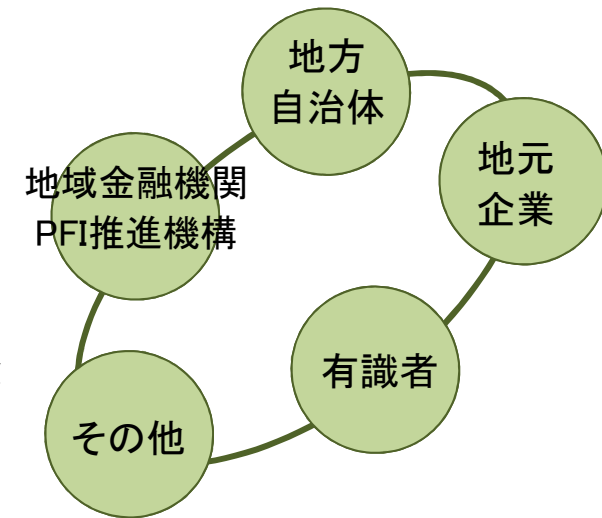 地方
自治体
地元
企業
地域金融機関
PFI推進機構
有識者
その他